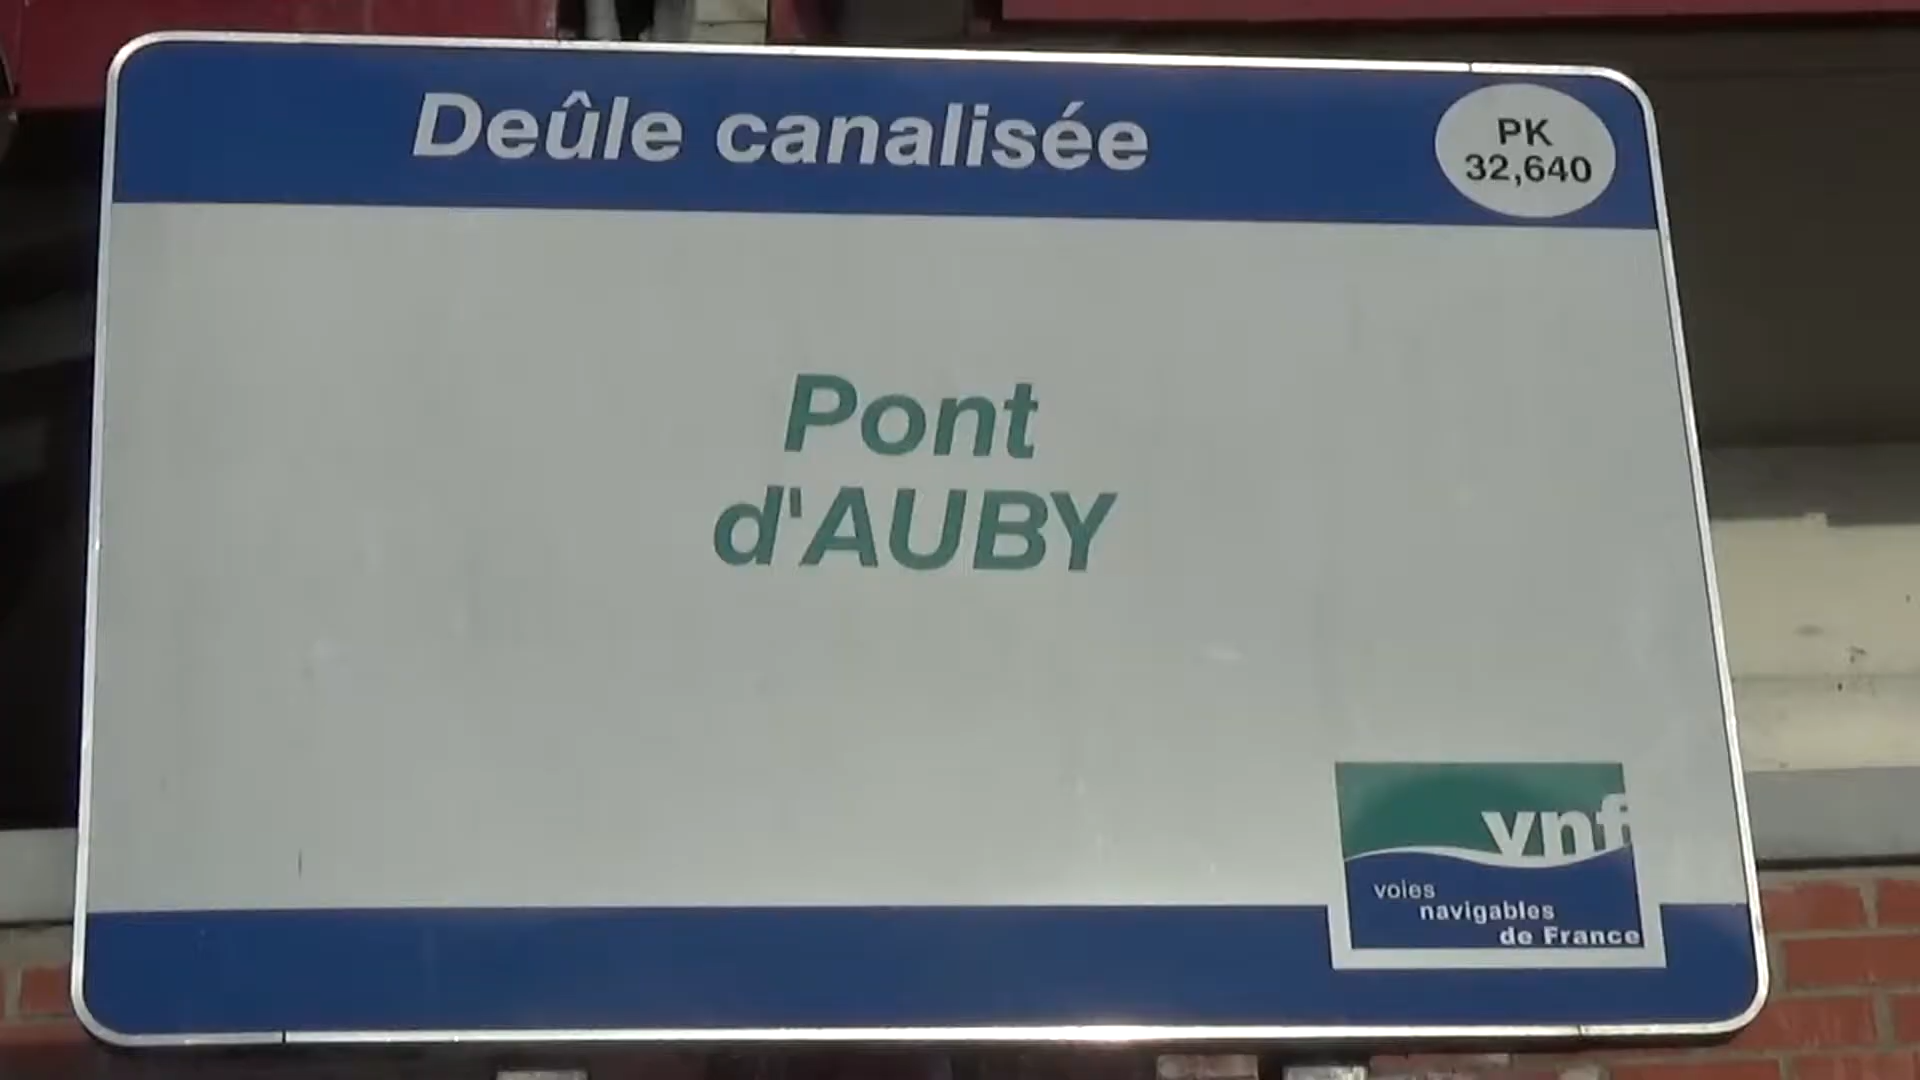 Deûle canalisée
PK
32,640
Pont
d'AUBY
vnf
voies
navigables
de France